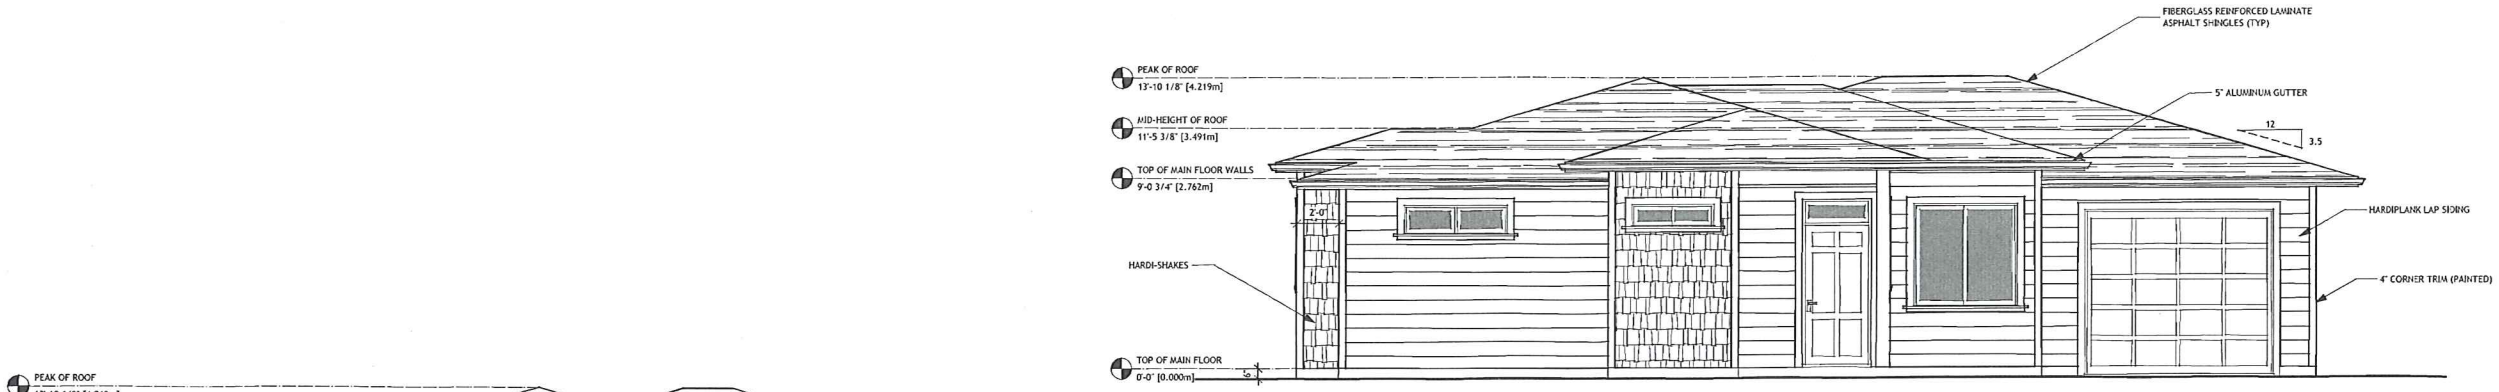 FIBERGLASS REINFORCED LAMINATE
ASPHALT SHINGLES (TYP)
PEAK OF ROOF
13'-10 1/8" [4.219m]
5" ALUMINUM GUTTER
MID-HEIGHT OF ROOF
11'-5 3/8" [3.491m]
12
3.5
TOP OF MAIN FLOOR WALLS
9'-0 3/4" [2.762m]
2'-0"
HARDIPLANK LAP SIDING
HARDI-SHAKES
4" CORNER TRIM (PAINTED)
TOP OF MAIN FLOOR
0'-0" [0.000m]
6"
PEAK OF ROOF